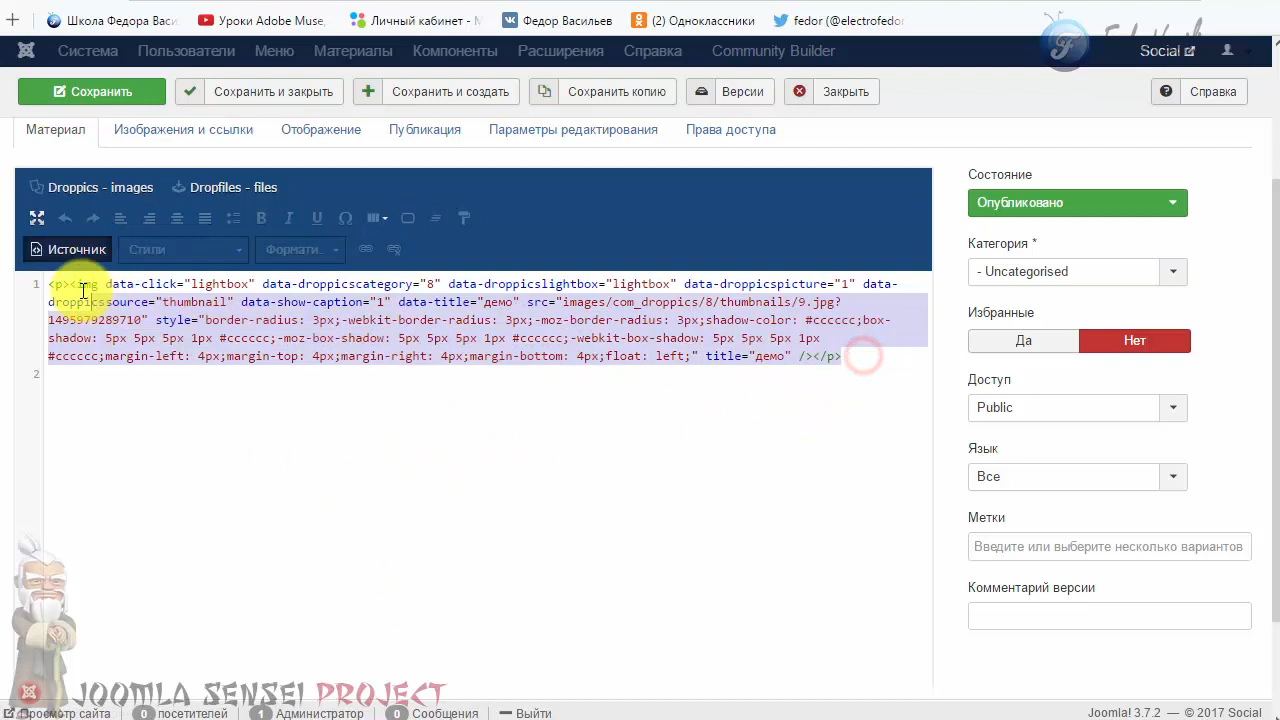 Школа Федора Васил
Уроки Adobe Muse,
Личный кабинет - М
Федор Васильев
(2) Одноклассники
fedor (@electrofedor
Система Пользователи Меню Материалы Компоненты Расширения Справка Community Builder Social
Сохранить Сохранить и закрыть Сохранить и создать Сохранить копию Версии Закрыть Справка
Материал Изображения и ссылки Отображение Публикация Параметры редактирования Права доступа
Droppics - images Dropfiles - files
Источник Стили Формати...
1 <p><img data-click="lightbox" data-droppicscategory="8" data-droppicslightbox="lightbox" data-droppicspicture="1" data-
droppicssource="thumbnail" data-show-caption="1" data-title="демо" src="images/com_droppics/8/thumbnails/9.jpg?
1495979289710" style="border-radius: 3px;-webkit-border-radius: 3px;-moz-border-radius: 3px;shadow-color: #cccccc;box-
shadow: 5px 5px 5px 1px #cccccc;-moz-box-shadow: 5px 5px 5px 1px #cccccc;-webkit-box-shadow: 5px 5px 5px 1px
#cccccc;margin-left: 4px;margin-top: 4px;margin-right: 4px;margin-bottom: 4px;float: left;" title="демо" /></p>
2
Состояние
Опубликовано
Категория *
- Uncategorised
Избранные
Да Нет
Доступ
Public
Язык
Все
Метки
Введите или выберите несколько вариантов
Комментарий версии
JOOMLA SENSEI PROJECT
Просмотр сайта 0 посетителей 1 Администратор 0 Сообщения Выйти Joomla! 3.7.2 — © 2017 Social